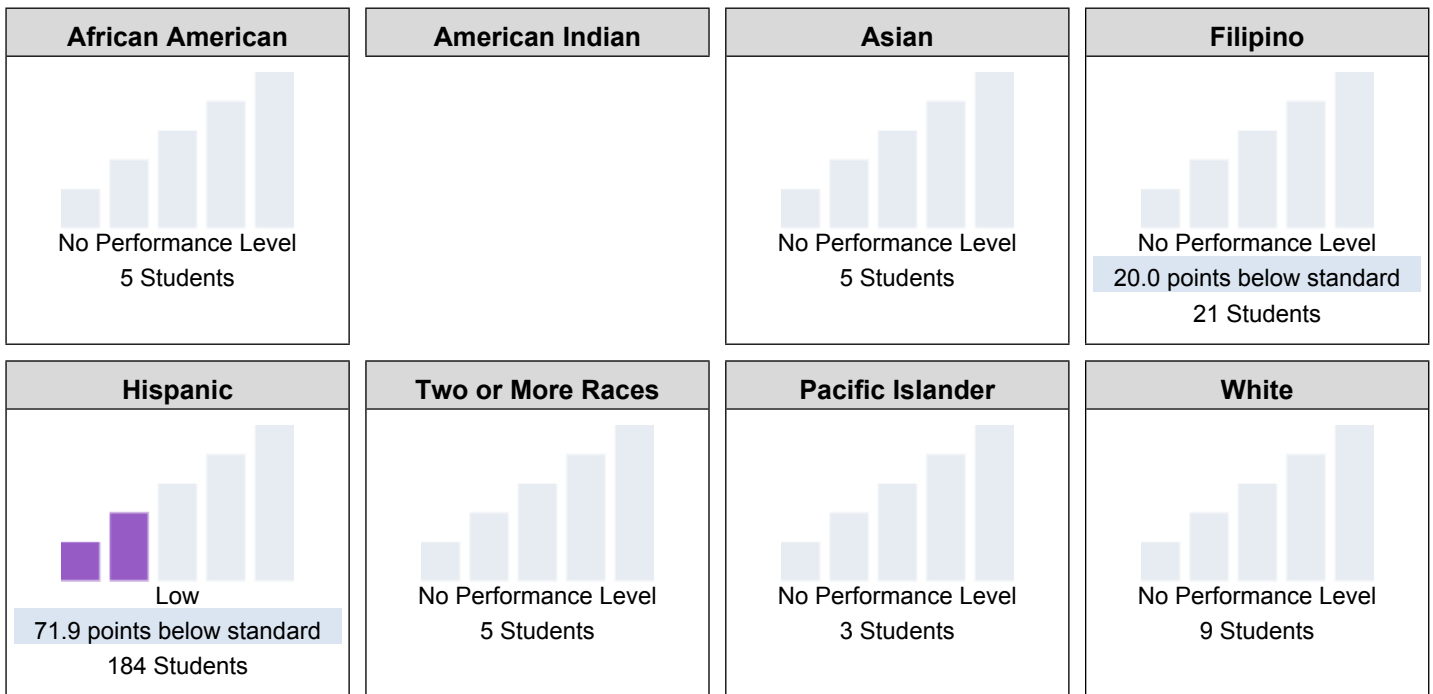 African American
No Performance Level
5 Students
American Indian
Asian
No Performance Level
5 Students
Filipino
No Performance Level
20.0 points below standard
21 Students
Hispanic
Low
71.9 points below standard
184 Students
Two or More Races
No Performance Level
5 Students
Pacific Islander
No Performance Level
3 Students
White
No Performance Level
9 Students